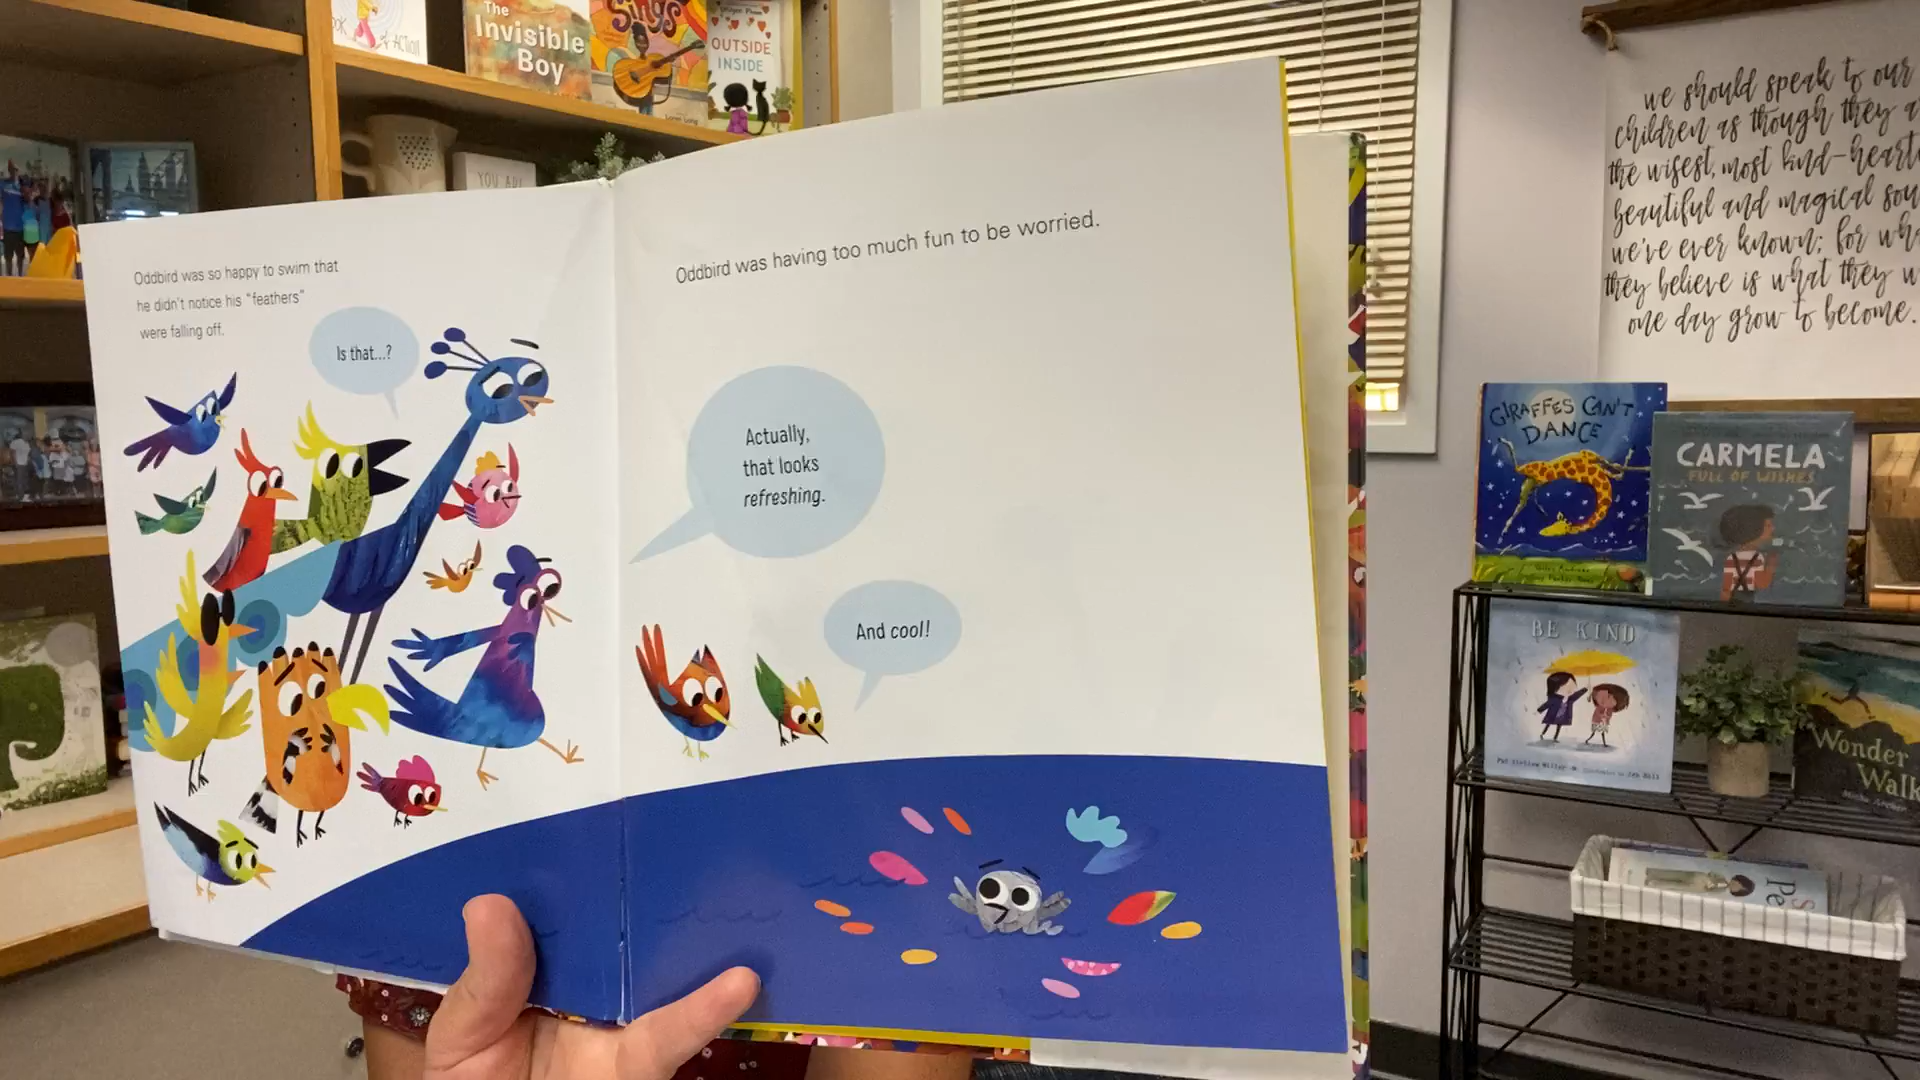 The
Invisible
Boy
Sings
OUTSIDE
INSIDE
Oddbird was so happy to swim that
he didn't notice his "feathers"
were falling off.
Is that...?
Oddbird was having too much fun to be worried.
Actually,
that looks
refreshing.
And cool!
we should speak to our
children as though they a
the wisest, most kind-heart
beautiful and magical sou
we've ever known; for wha
they believe is what they w
one day grow to become.
GIRAFFES CAN'T
DANCE
CARMELA
FULL OF WISHES
BE KIND
Wonder
Walk